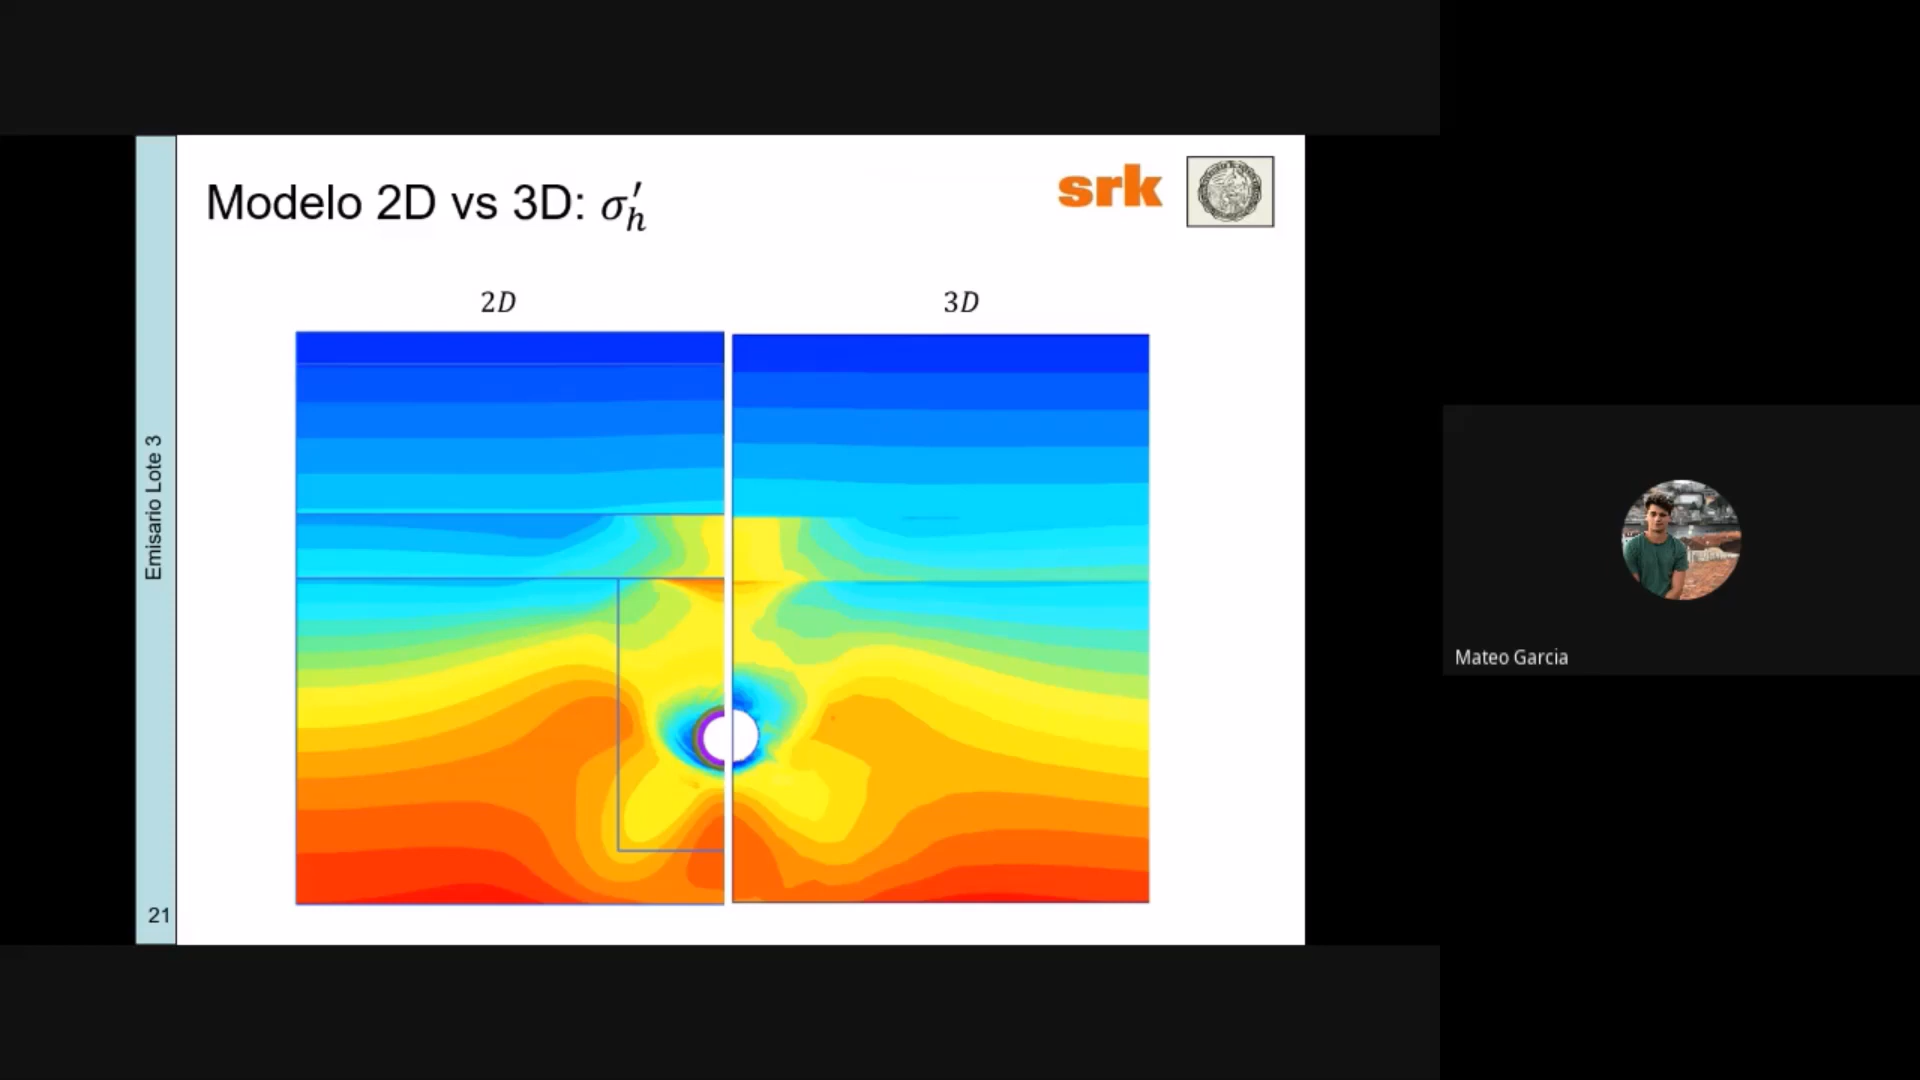 Modelo 2D vs 3D: σ′h
srk
2D
3D
Emisario Lote 3
21
Mateo Garcia